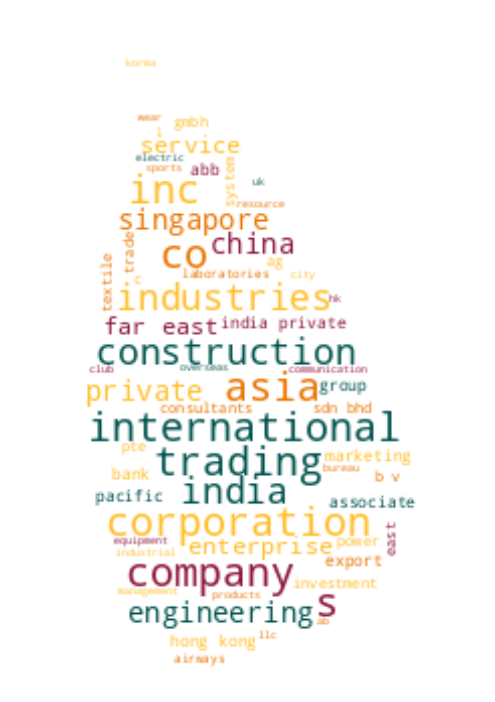 korea
wear
gmbh
l
service
electric
sports
abb
system
uk
inc
resource
singapore
trade
co
china
ag
laboratories
city
textile
c
industries
hk
far east
india private
construction
club
overseas
communication
private
asia
group
consultants
sdn bhd
international
pte
trading
marketing
bureau
bank
b v
pacific
india
associate
corporation
equipment
enterprise
power
east
industrial
export
company
investment
management
products
s
engineering
ab
hong kong
llc
airways